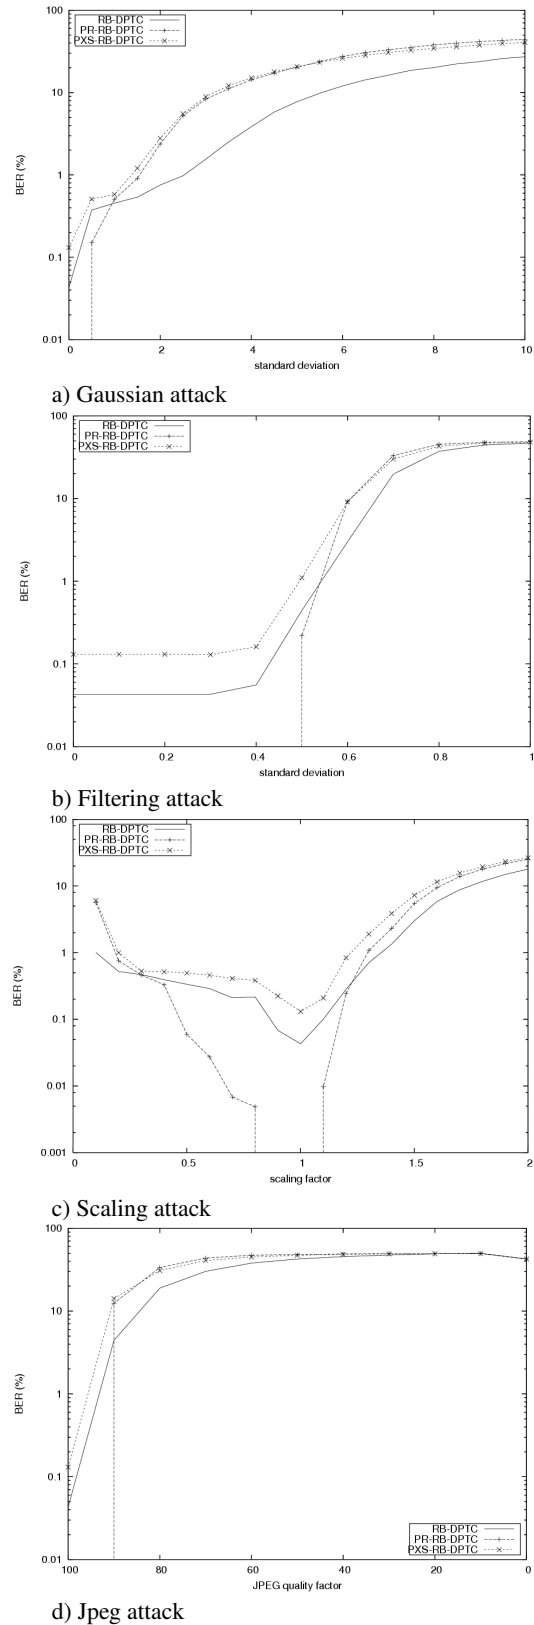 RB-DPTC
PR-RB-DPTC
PXS-RB-DPTC
100
10
1
0.1
0.01
BER (%)
0 2 4 6 8 10
standard deviation
a) Gaussian attack
RB-DPTC
PR-RB-DPTC
PXS-RB-DPTC
100
10
1
0.1
0.01
BER (%)
0 0.2 0.4 0.6 0.8 1
standard deviation
b) Filtering attack
RB-DPTC
PR-RB-DPTC
PXS-RB-DPTC
100
10
1
0.1
0.01
0.001
BER (%)
0 0.5 1 1.5 2
scaling factor
c) Scaling attack
100
10
1
0.1
0.01
BER (%)
RB-DPTC
PR-RB-DPTC
PXS-RB-DPTC
100 80 60 40 20 0
JPEG quality factor
d) Jpeg attack